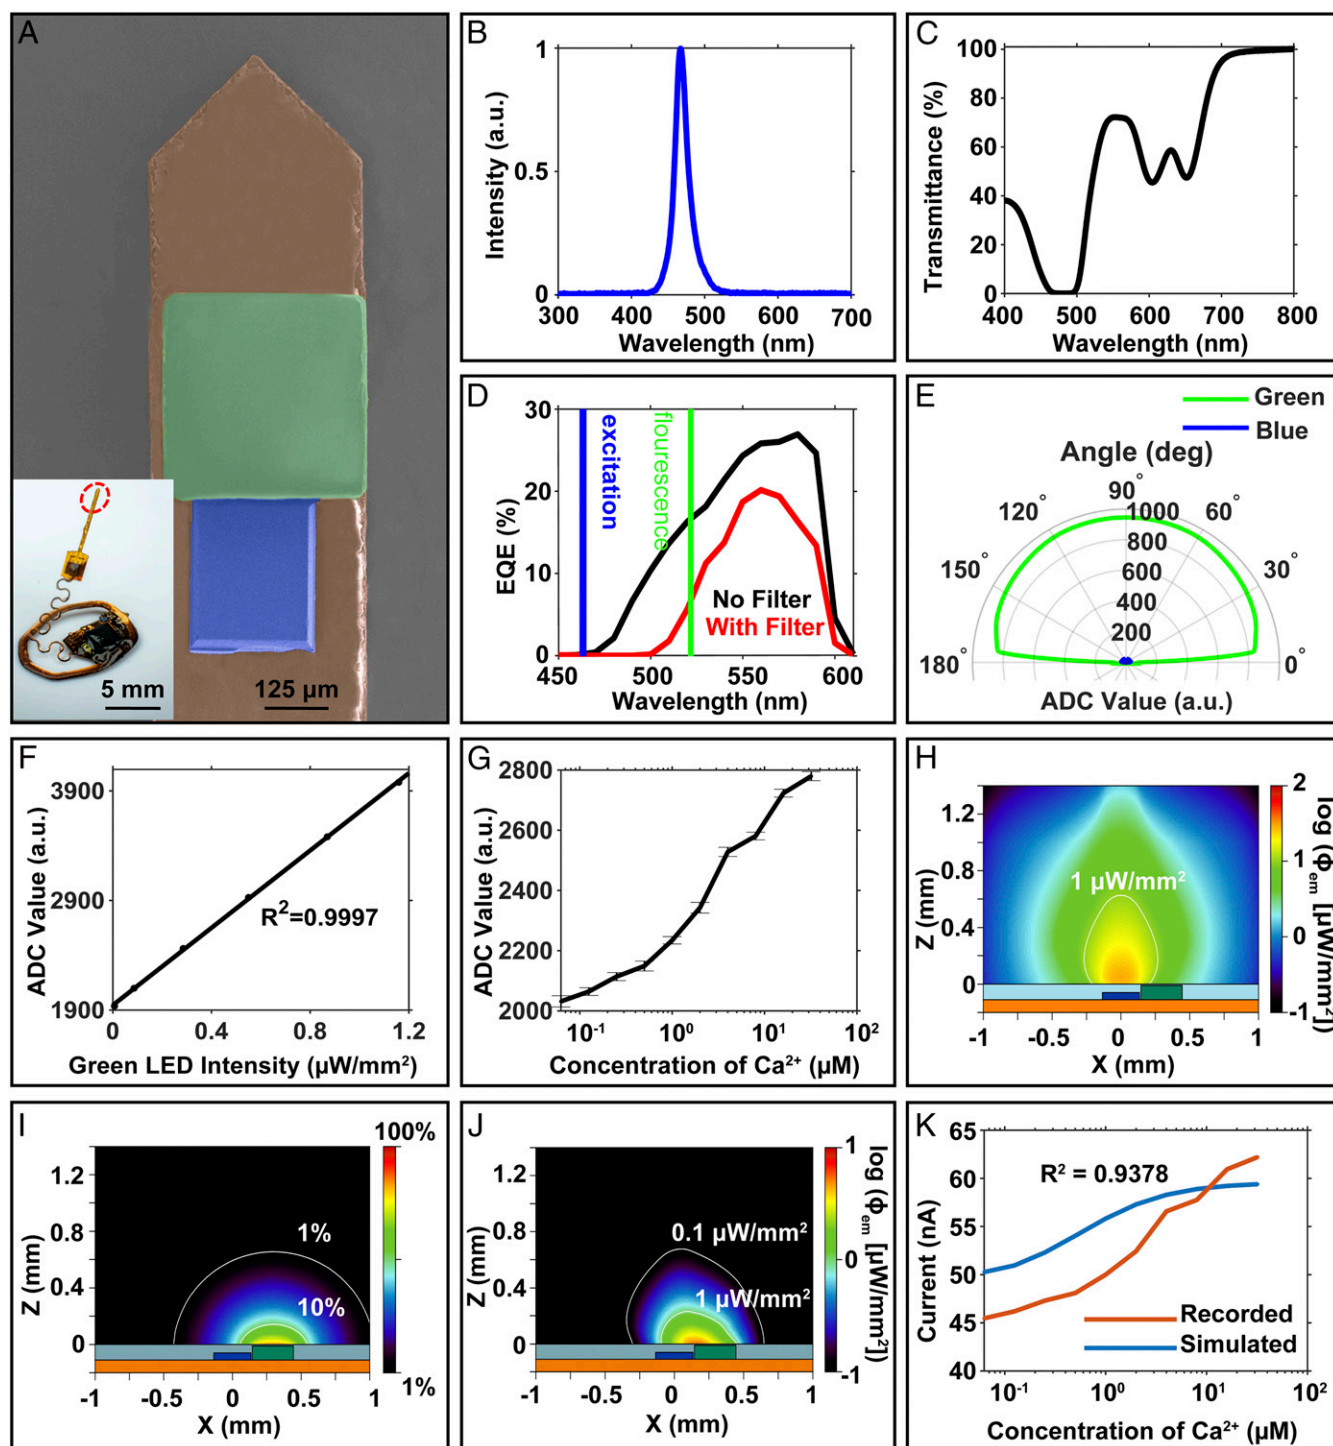 A
5 mm
125 µm
B
Intensity (a.u.)
1
0.5
0
300 400 500 600 700
Wavelength (nm)
C
Transmittance (%)
100
80
60
40
20
0
400 500 600 700 800
Wavelength (nm)
D
EQE (%)
30
20
10
0
excitation
flourescence
No Filter
With Filter
450 500 550 600
Wavelength (nm)
E
Green
Blue
Angle (deg)
90°
120° 60°
150° 30°
180° 0°
1000
800
600
400
200
ADC Value (a.u.)
F
ADC Value (a.u.)
3900
2900
1900
R²=0.9997
0 0.4 0.8 1.2
Green LED Intensity (µW/mm²)
G
ADC Value (a.u.)
2800
2600
2400
2200
2000
10⁻¹ 10⁰ 10¹ 10²
Concentration of Ca²⁺ (µM)
H
Z (mm)
1.2
0.8
0.4
0
1 µW/mm²
-1 -0.5 0 0.5 1
X (mm)
2
1
0
-1
log (ϕem [µW/mm²])
I
Z (mm)
1.2
0.8
0.4
0
1%
10%
-1 -0.5 0 0.5 1
X (mm)
100%
1%
J
Z (mm)
1.2
0.8
0.4
0
0.1 µW/mm²
1 µW/mm²
-1 -0.5 0 0.5 1
X (mm)
1
0
-1
log (ϕem [µW/mm²])
K
Current (nA)
65
60
55
50
45
40
R² = 0.9378
Recorded
Simulated
10⁻¹ 10⁰ 10¹ 10²
Concentration of Ca²⁺ (µM)